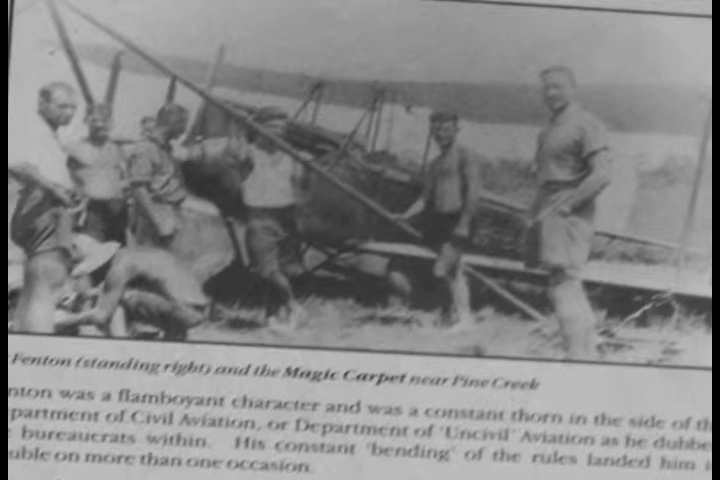 Fenton (standing right) and the Magic Carpet near Pine Creek
nton was a flamboyant character and was a constant thorn in the side of th
partment of Civil Aviation, or Department of 'Uncivil' Aviation as he dubbe
bureaucrats within. His constant 'bending' of the rules landed him i
uble on more than one occasion.